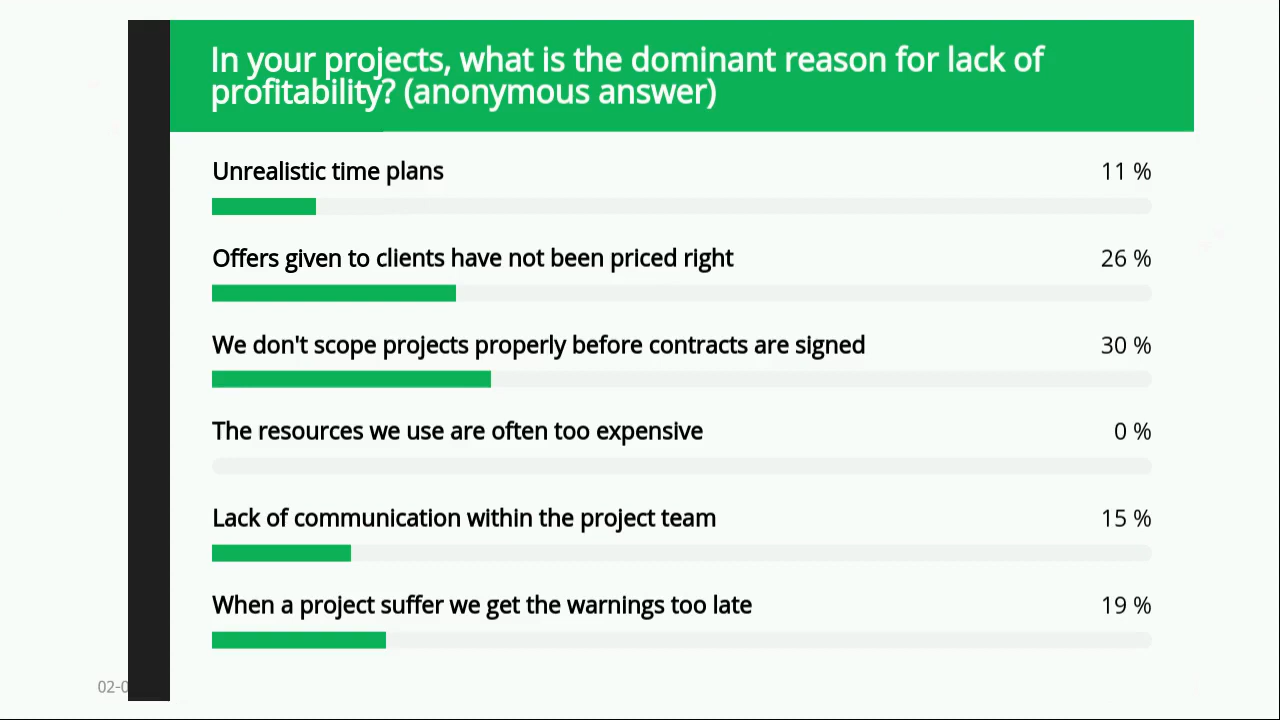 In your projects, what is the dominant reason for lack of
profitability? (anonymous answer)
Unrealistic time plans 11 %
Offers given to clients have not been priced right 26 %
We don't scope projects properly before contracts are signed 30 %
The resources we use are often too expensive 0 %
Lack of communication within the project team 15 %
When a project suffer we get the warnings too late 19 %
02-0